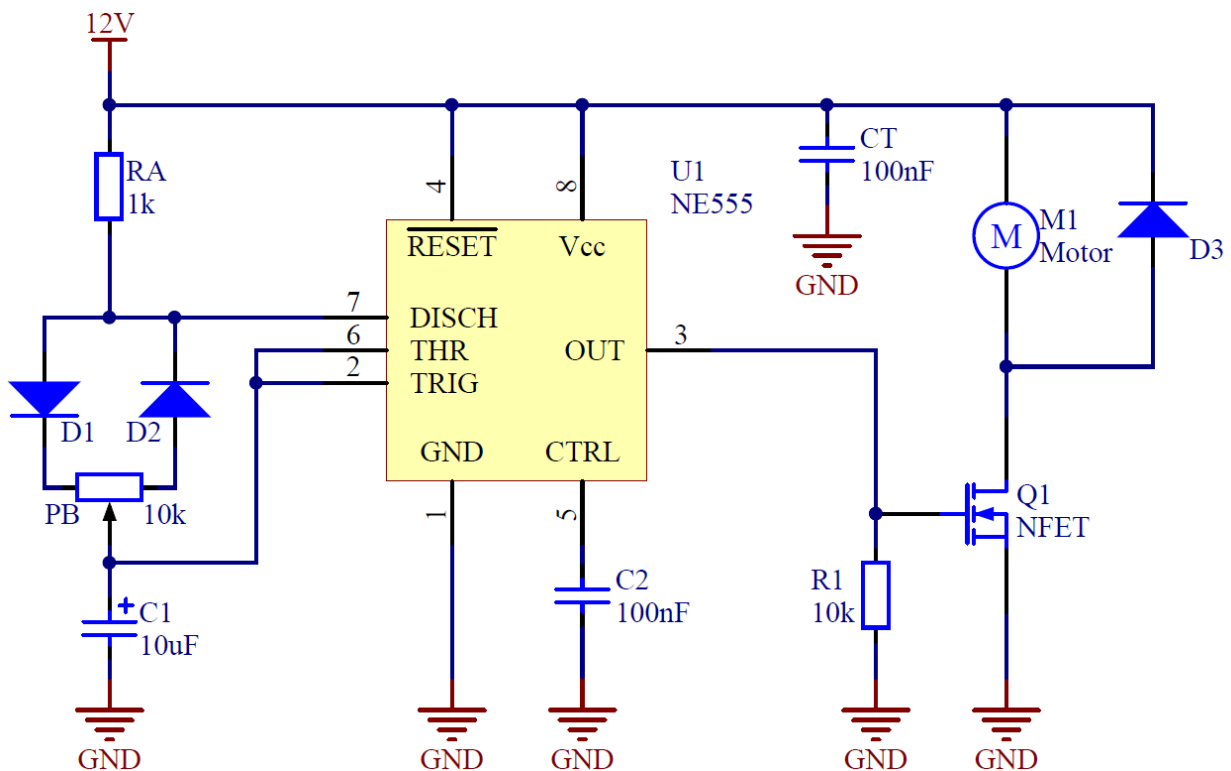 12V
RA
1k
4
8
U1
NE555
CT
100nF
GND
M1
Motor
M
D3
RESET
Vcc
7
DISCH
6
THR
2
TRIG
OUT
3
D1
D2
GND
CTRL
PB
10k
1
5
Q1
NFET
C1
10uF
C2
100nF
R1
10k
GND
GND
GND
GND
GND